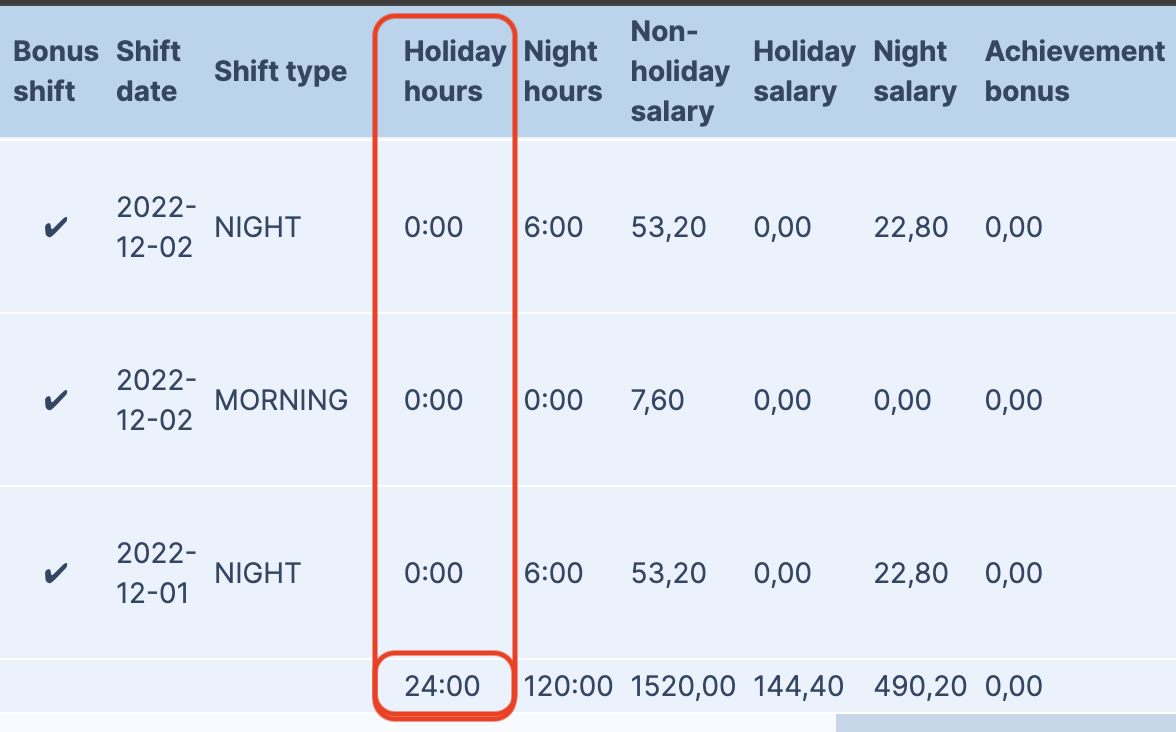 Bonus shift Shift date Shift type Holiday hours Night hours Non-holiday salary Holiday salary Night salary Achievement bonus
✔ 2022-12-02 NIGHT 0:00 6:00 53,20 0,00 22,80 0,00
✔ 2022-12-02 MORNING 0:00 0:00 7,60 0,00 0,00 0,00
✔ 2022-12-01 NIGHT 0:00 6:00 53,20 0,00 22,80 0,00
24:00 120:00 1520,00 144,40 490,20 0,00